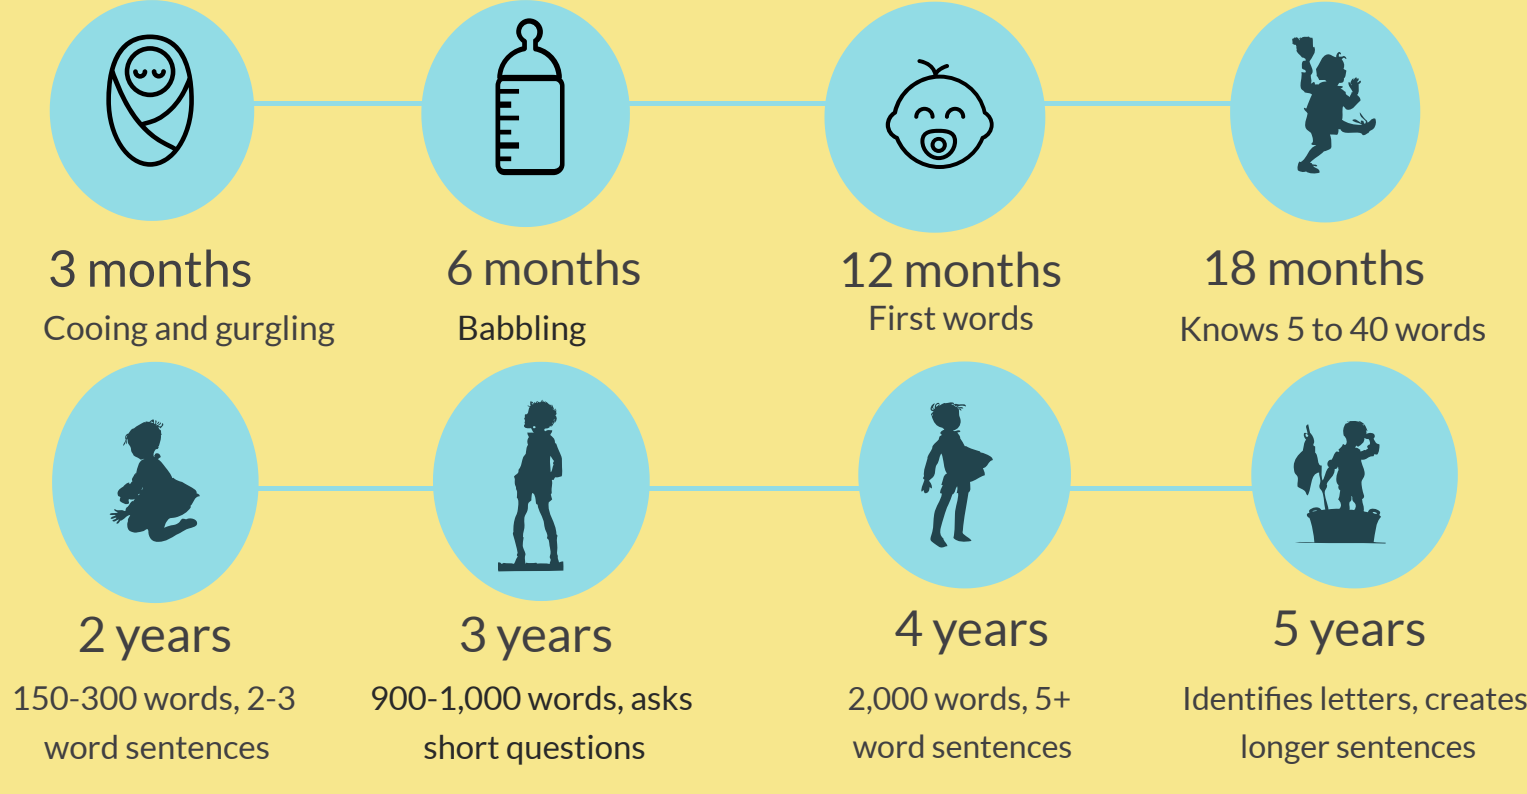 3 months
Cooing and gurgling
6 months
Babbling
12 months
First words
18 months
Knows 5 to 40 words
2 years
150-300 words, 2-3
word sentences
3 years
900-1,000 words, asks
short questions
4 years
2,000 words, 5+
word sentences
5 years
Identifies letters, creates
longer sentences